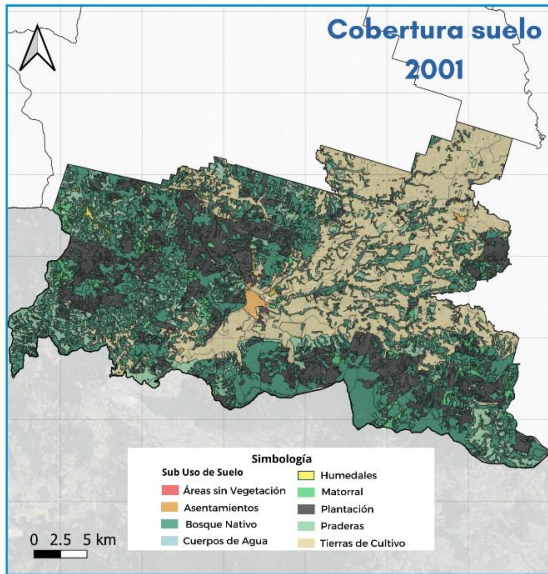 Cobertura suelo
2001
Simbología
Sub Uso de Suelo
Áreas sin Vegetación
Asentamientos
Bosque Nativo
Cuerpos de Agua
Humedales
Matorral
Plantación
Praderas
Tierras de Cultivo
0 2.5 5 km